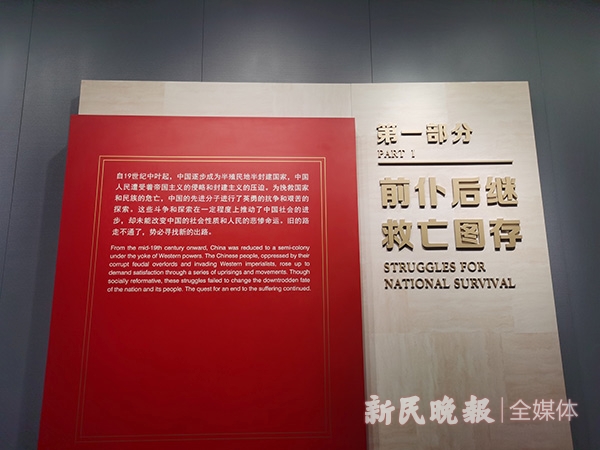 第一部分
PART I
前仆后继
救亡图存
STRUGGLES FOR
NATIONAL SURVIVAL
自19世纪中叶起，中国逐步成为半殖民地半封建国家，中国
人民遭受着帝国主义的侵略和封建主义的压迫。为挽救国家
和民族的危亡，中国的先进分子进行了英勇的抗争和艰苦的
探索。这些斗争和探索在一定程度上推动了中国社会的进
步，却未能改变中国的社会性质和人民的悲惨命运。旧的路
走不通了，势必寻找新的出路。
From the mid-19th century onward, China was reduced to a semi-colony
under the yoke of Western powers. The Chinese people, oppressed by their
corrupt feudal overlords and invading Western imperialists, rose up to
demand satisfaction through a series of uprisings and movements. Though
socially reformative, these struggles failed to change the downtrodden fate
of the nation and its people. The quest for an end to the suffering continued.
新民晚报|全媒体